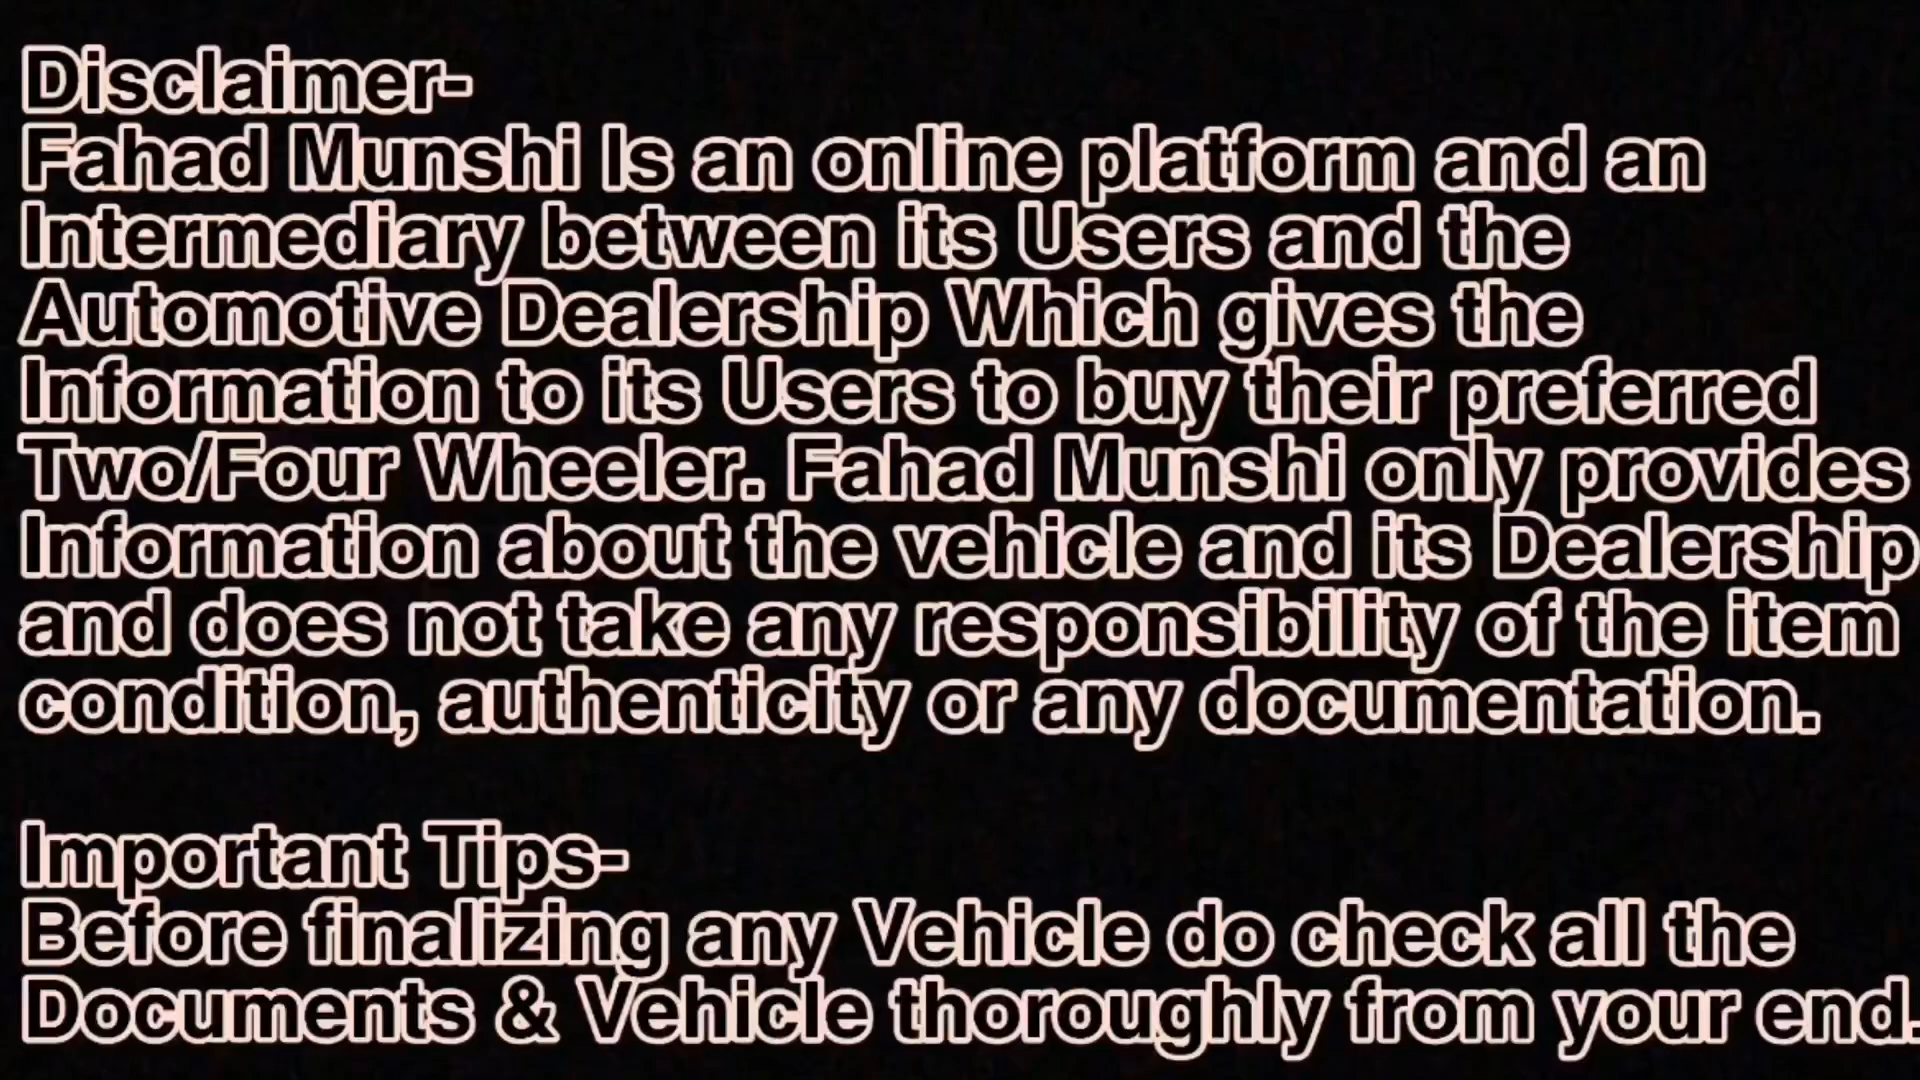 Disclaimer-
Fahad Munshi Is an online platform and an
Intermediary between its Users and the
Automotive Dealership Which gives the
Information to its Users to buy their preferred
Two/Four Wheeler. Fahad Munshi only provides
Information about the vehicle and its Dealership
and does not take any responsibility of the item
condition, authenticity or any documentation.

Important Tips-
Before finalizing any Vehicle do check all the
Documents & Vehicle thoroughly from your end.